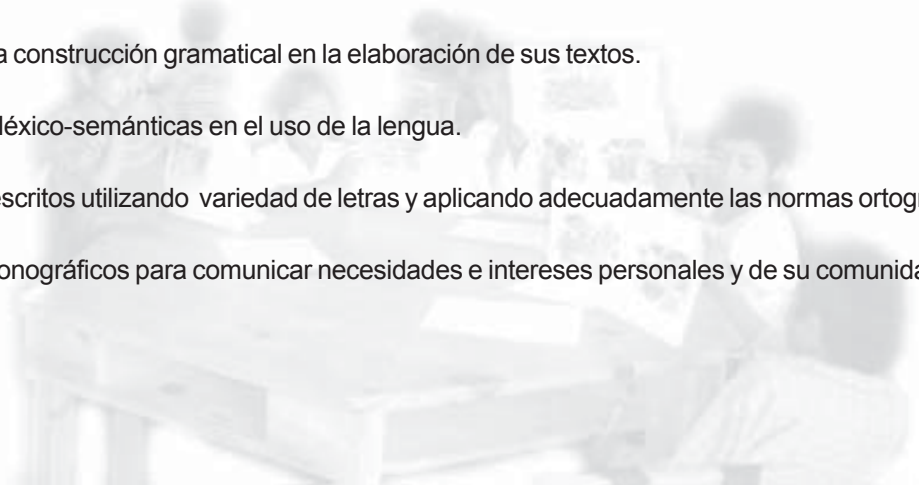 a construcción gramatical en la elaboración de sus textos.
léxico-semánticas en el uso de la lengua.
escritos utilizando variedad de letras y aplicando adecuadamente las normas ortogr
onográficos para comunicar necesidades e intereses personales y de su comunida